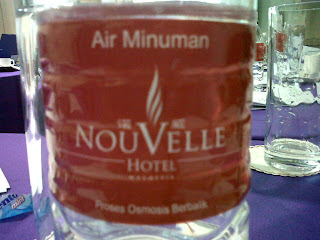 Air Minuman
NOUVELLE
HOTEL
Proses Osmosis Berbalik